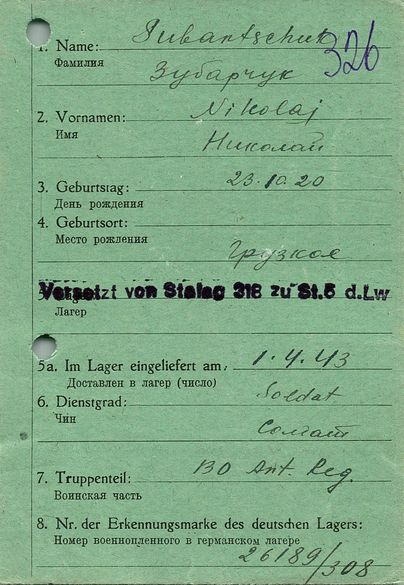 1. Name: Subartschuk 326
Фамилия Зубарчук
2. Vornamen: Nikolaj
Имя Николай
3. Geburtstag: 23.10.20
День рождения
4. Geburtsort:
Место рождения Грузкое
Versetzt von Stalag 318 zu St.6 d.Lw
Лагер
5a. Im Lager eingeliefert am: 1.4.43
Доставлен в лагер (число)
6. Dienstgrad: Soldat
Чин Солдат
7. Truppenteil: 130 Art. Reg.
Воинская часть
8. Nr. der Erkennungsmarke des deutschen Lagers:
Номер военнопленного в германском лагере
26189/308